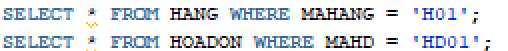 SELECT * FROM HANG WHERE MAHANG = 'H01';
SELECT * FROM HOADON WHERE MAHD = 'HD01';